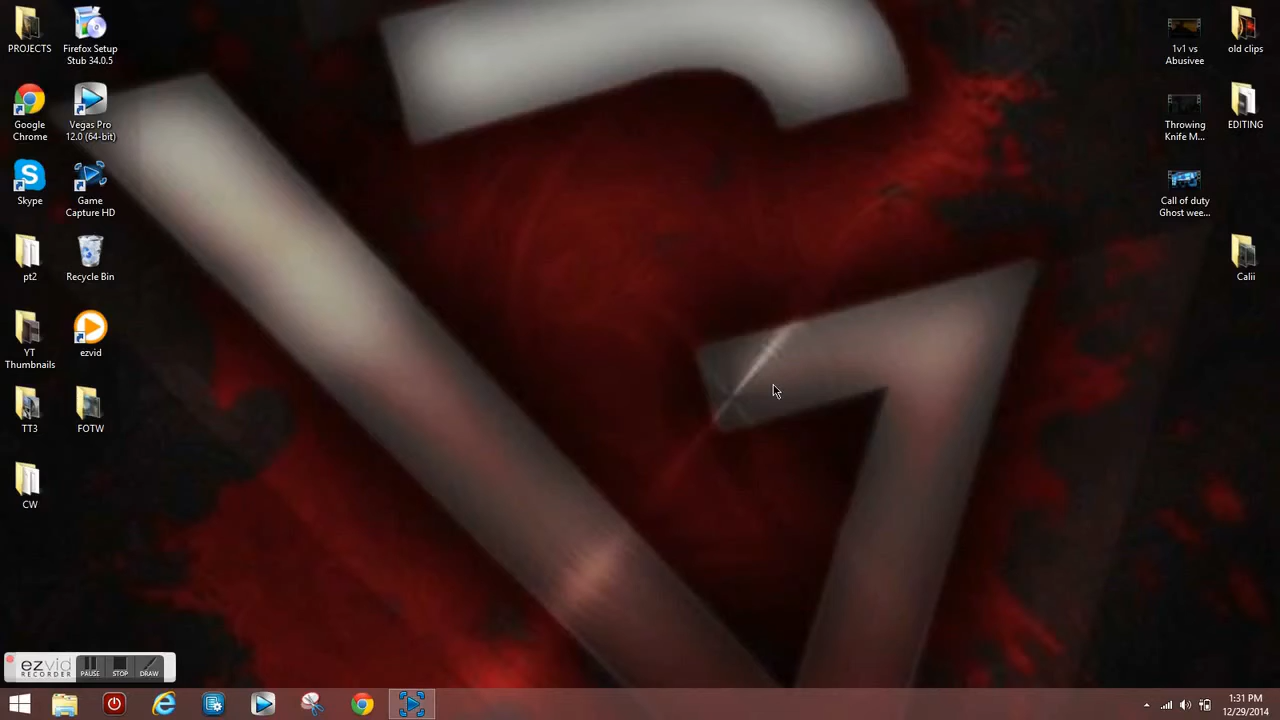 PROJECTS
Firefox Setup
Stub 34.0.5
Google
Chrome
Vegas Pro
12.0 (64-bit)
Skype
Game
Capture HD
pt2
Recycle Bin
YT
Thumbnails
ezvid
TT3
FOTW
CW
1v1 vs
Abusivee
old clips
Throwing
Knife M...
EDITING
Call of duty
Ghost wee...
Calii
ezvid
RECORDER
PAUSE
STOP
DRAW
1:31 PM
12/29/2014